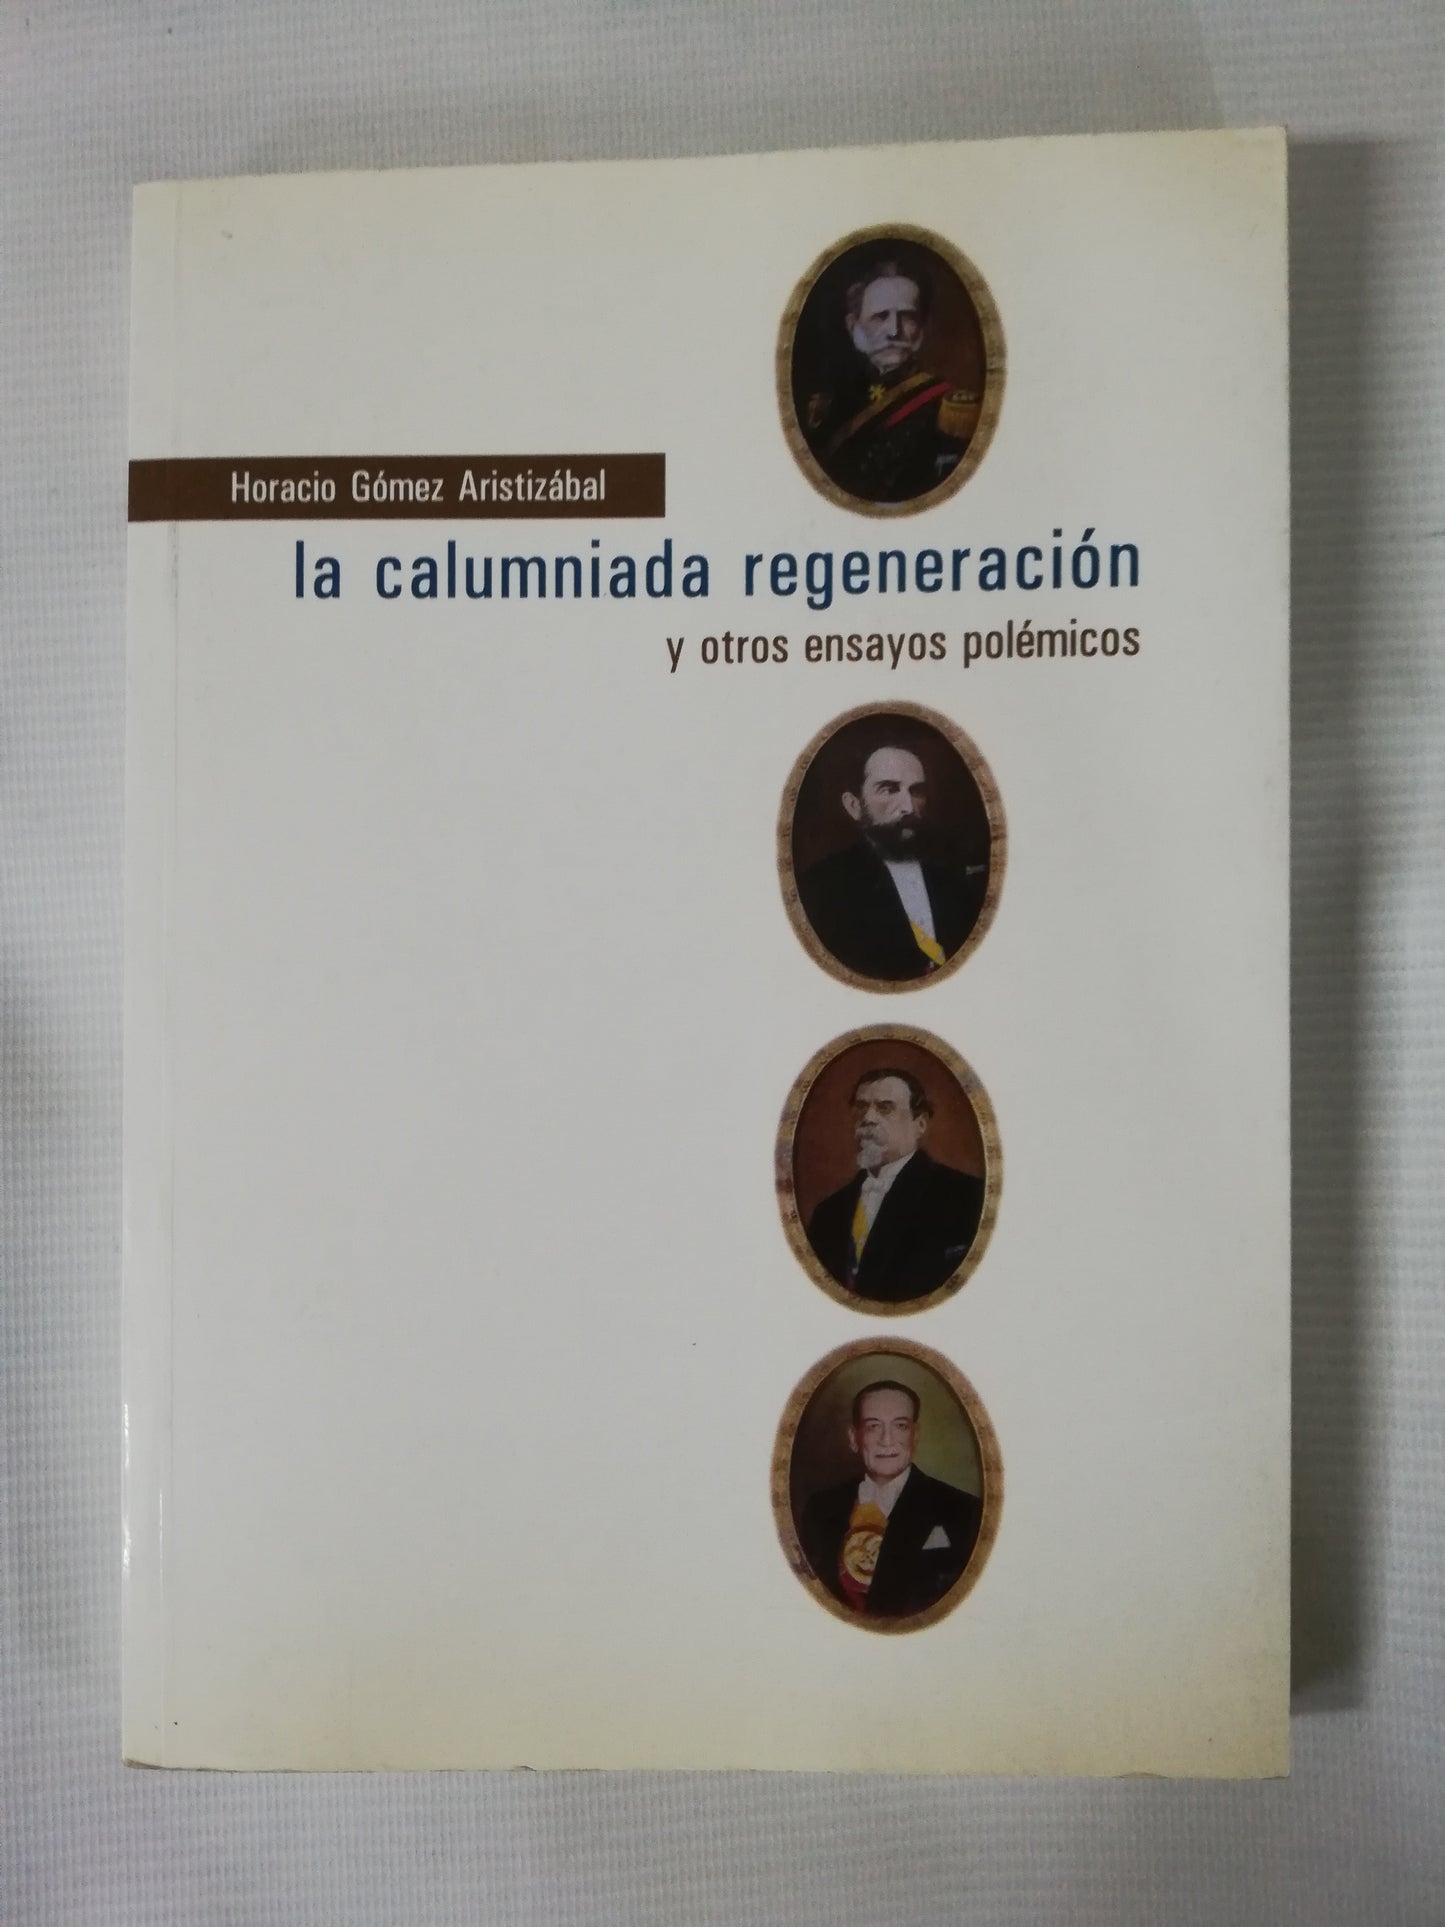 Horacio Gómez Aristizábal
la calumniada regeneración
y otros ensayos polémicos